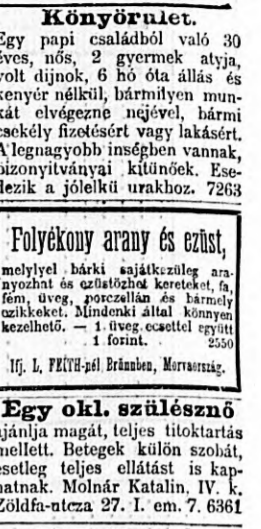 Könyörület.
Egy papi családból való 30
éves, nős, 2 gyermek atyja,
volt dijnok, 6 hó óta állás és
kenyér nélkül, bármilyen mun-
kát elvégezne nejével, bármi
csekély fizetésért vagy lakásért.
A legnagyobb inségben vannak,
bizonyitványai kitünőek. Ese-
dezik a jólelkü urakhoz. 7263
Folyékony arany és ezüst,
melylyel bárki sajátkezüleg ara-
nyozhat és ezüstözhet kereteket, fa,
fém, üveg, porczellán és bármely
czikkeket. Mindenki által könnyen
kezelhető. — 1 üveg ecsettel együtt
1 forint. 2550
Ifj. L. FEITH-nél Brünnben, Morvaország.
Egy okl. szülésznő
ajánlja magát, teljes titoktartás
mellett. Betegek külön szobát,
esetleg teljes ellátást is kap-
hatnak. Molnár Katalin, IV. k.
Zöldfa-utcza 27. I. em. 7. 6361